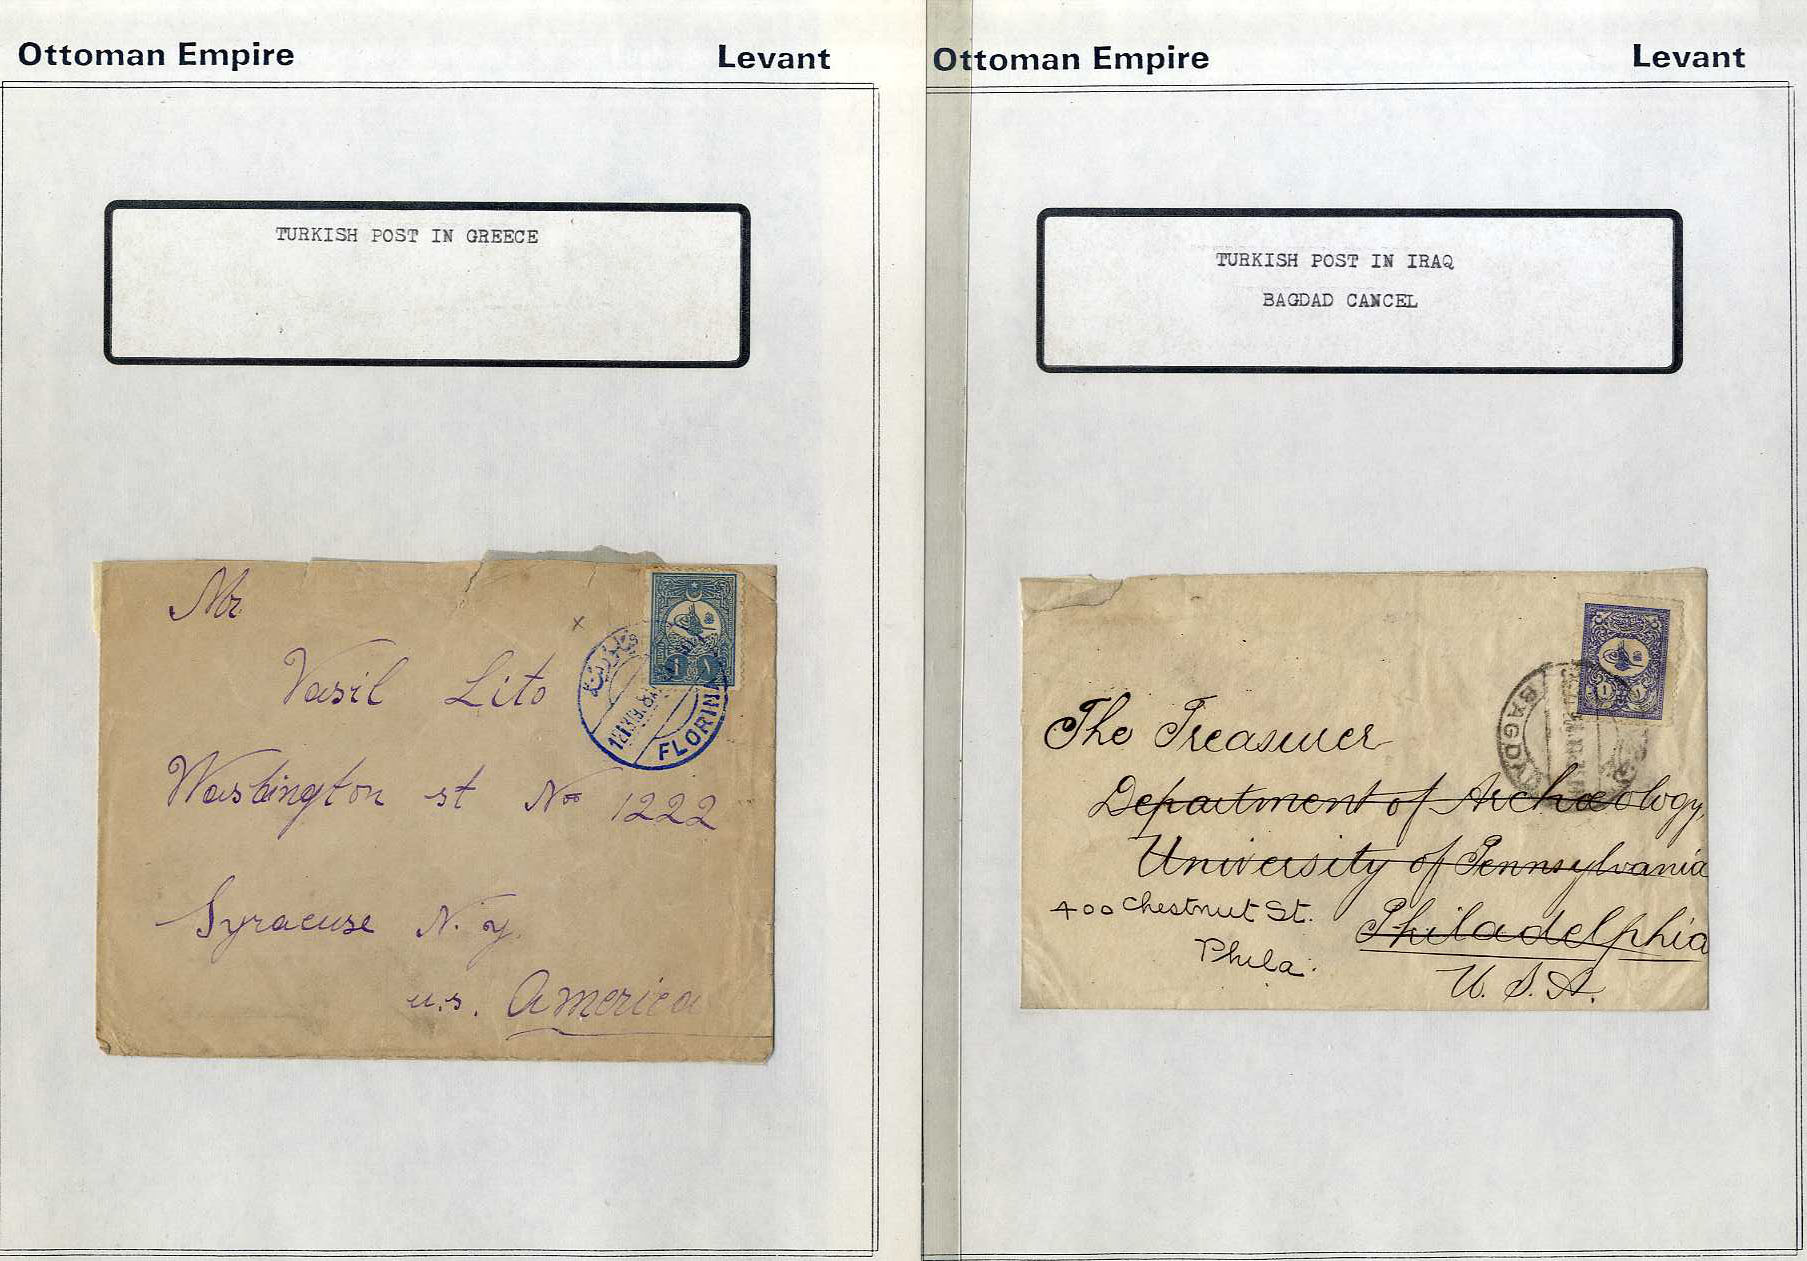 Ottoman Empire Levant
TURKISH POST IN GREECE
Mr
Vasil Lito
Washington st No 1222
Syracuse N. y.
u.s. America
FLORINA
Ottoman Empire Levant
TURKISH POST IN IRAQ
BAGDAD CANCEL
The Treasurer
Department of Archæology,
University of Pennsylvania
400 Chestnut St. Philadelphia
Phila.
U. S. A.
BAGDAD